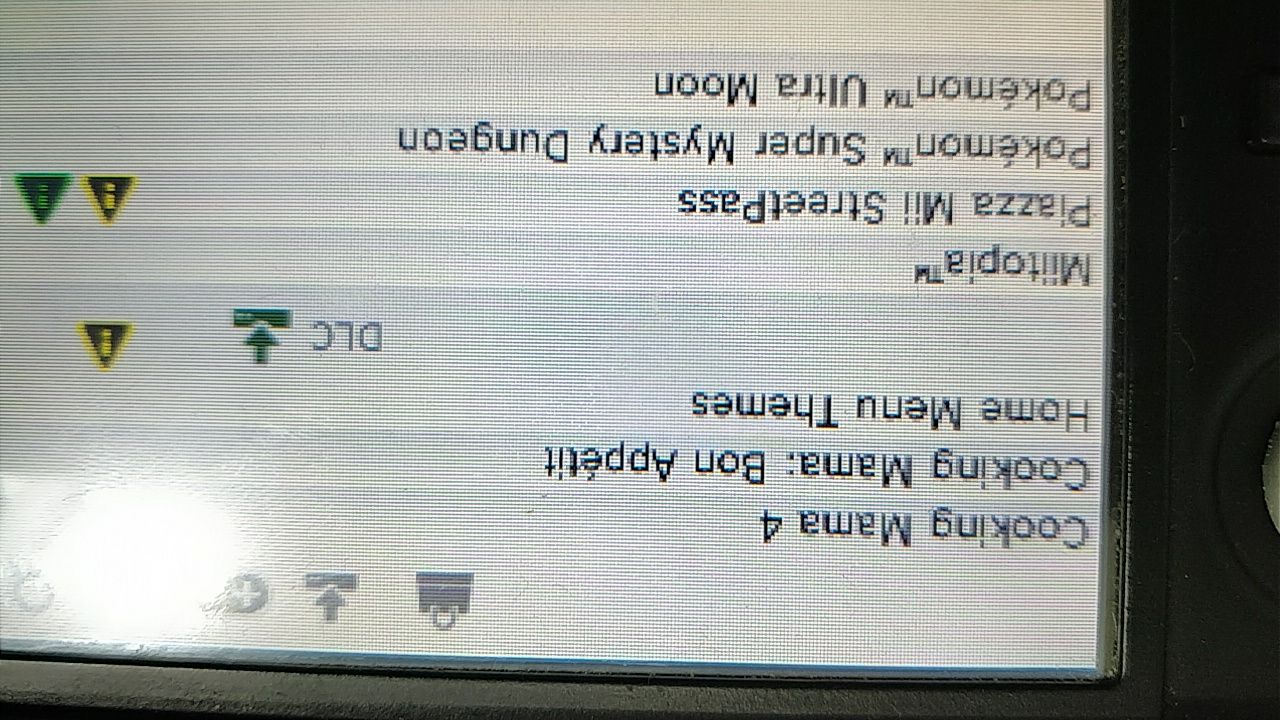 Cooking Mama 4
Cooking Mama: Bon Appétit
Home Menu Themes
DLC
Miitopia™
Piazza Mii StreetPass
Pokémon™ Super Mystery Dungeon
Pokémon™ Ultra Moon